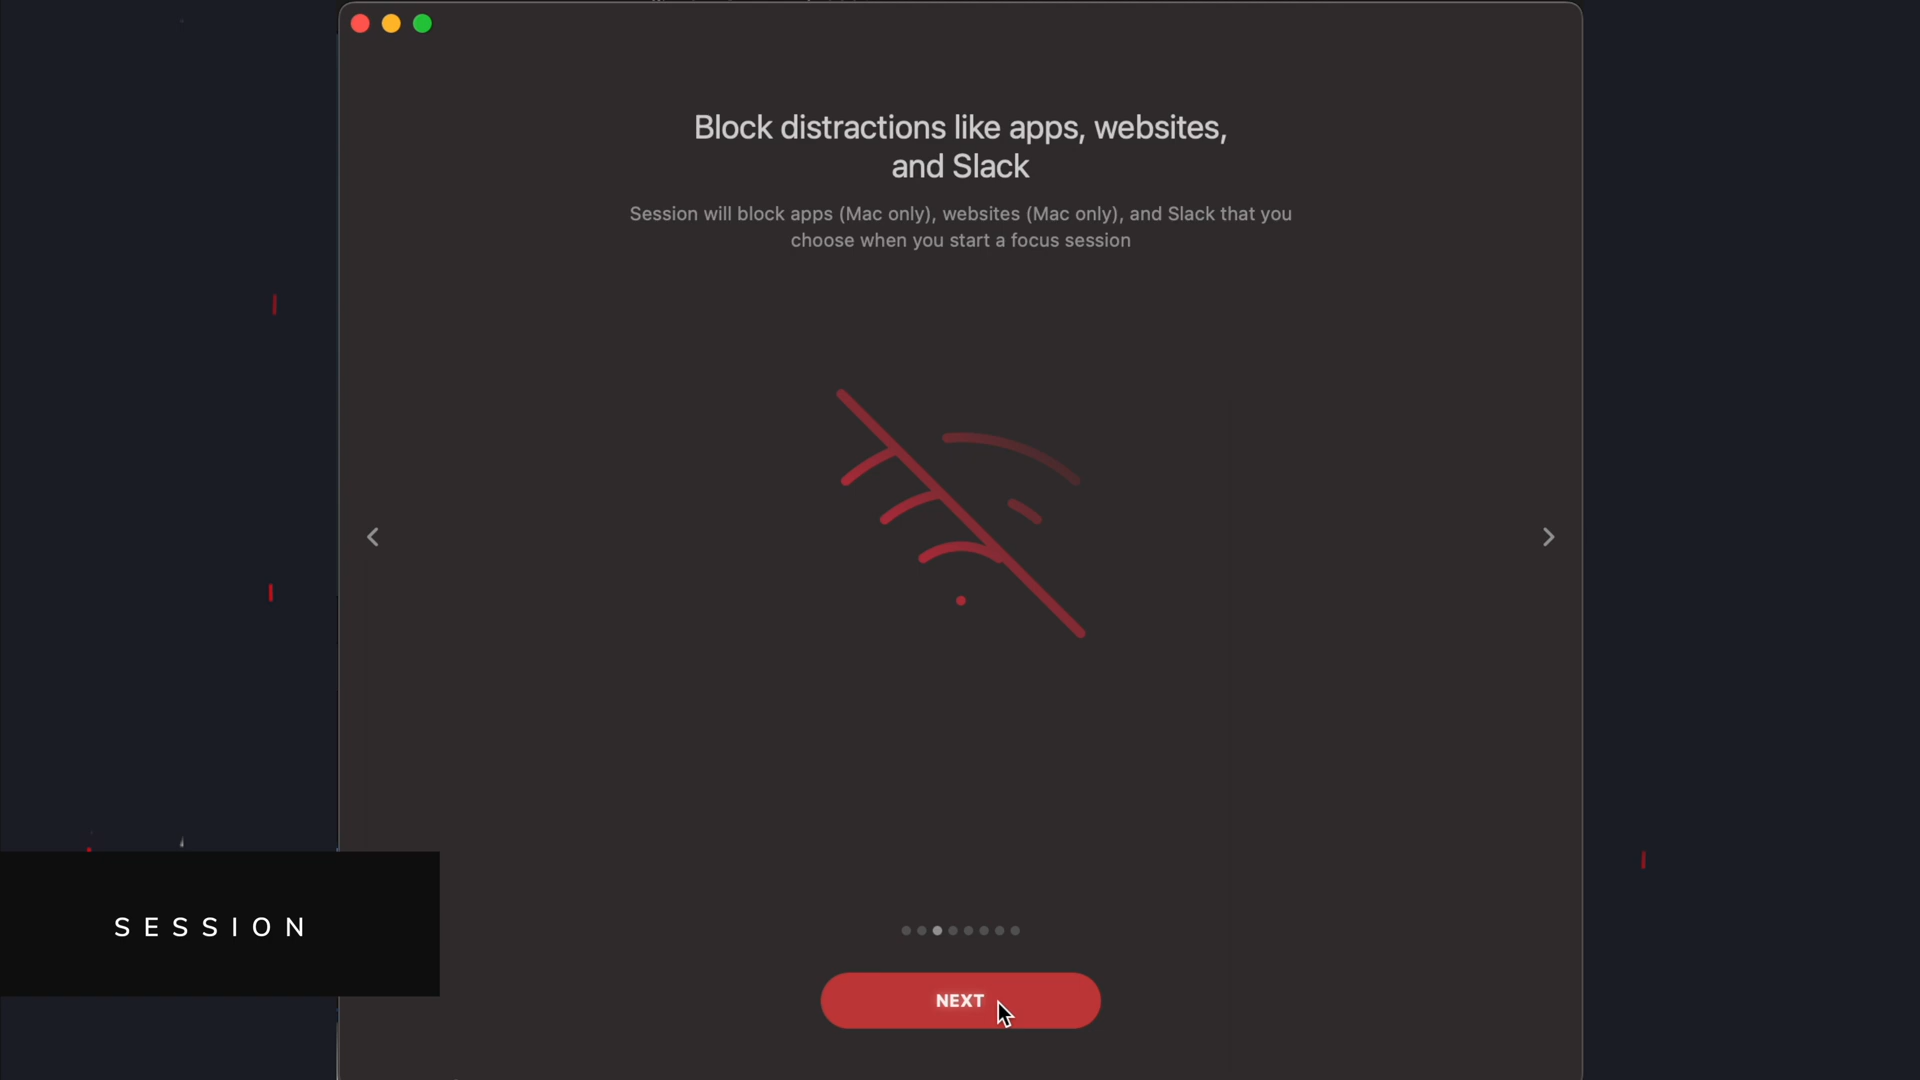 Block distractions like apps, websites,
and Slack
Session will block apps (Mac only), websites (Mac only), and Slack that you
choose when you start a focus session
SESSION
NEXT